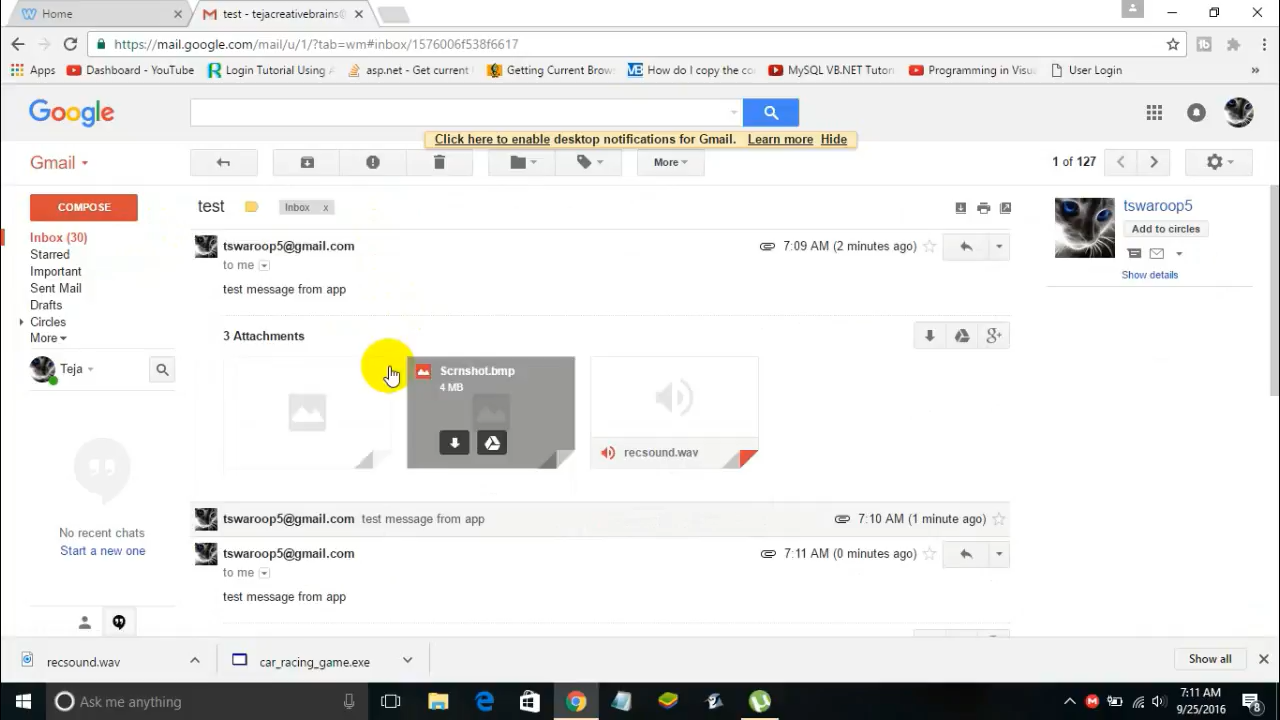 Home
test - tejacreativebrains@
https://mail.google.com/mail/u/1/?tab=wm#inbox/1576006f538f6617
Apps
Dashboard - YouTube
Login Tutorial Using
asp.net - Get current
Getting Current Brow
How do I copy the co
MySQL VB.NET Tutor
Programming in Visu
User Login
»
Google
Click here to enable desktop notifications for Gmail. Learn more Hide
Gmail
More
1 of 127
COMPOSE
Inbox (30)
Starred
Important
Sent Mail
Drafts
Circles
More
Teja
No recent chats
Start a new one
test
Inbox x
tswaroop5@gmail.com
7:09 AM (2 minutes ago)
to me
test message from app
3 Attachments
Scrnshot.bmp
4 MB
recsound.wav
tswaroop5@gmail.com test message from app
7:10 AM (1 minute ago)
tswaroop5@gmail.com
7:11 AM (0 minutes ago)
to me
test message from app
tswaroop5
Add to circles
Show details
recsound.wav
car_racing_game.exe
Show all
Ask me anything
7:11 AM
9/25/2016
8